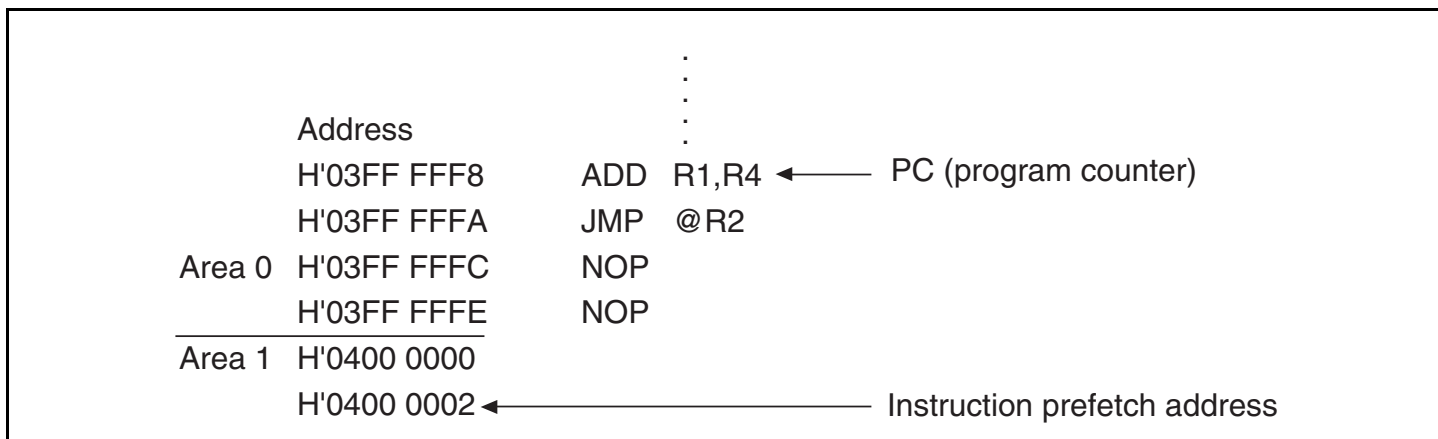 .
.
.
.
.
Address
H'03FF FFF8 ADD R1,R4 PC (program counter)
H'03FF FFFA JMP @R2
Area 0 H'03FF FFFC NOP
H'03FF FFFE NOP
Area 1 H'0400 0000
H'0400 0002 Instruction prefetch address